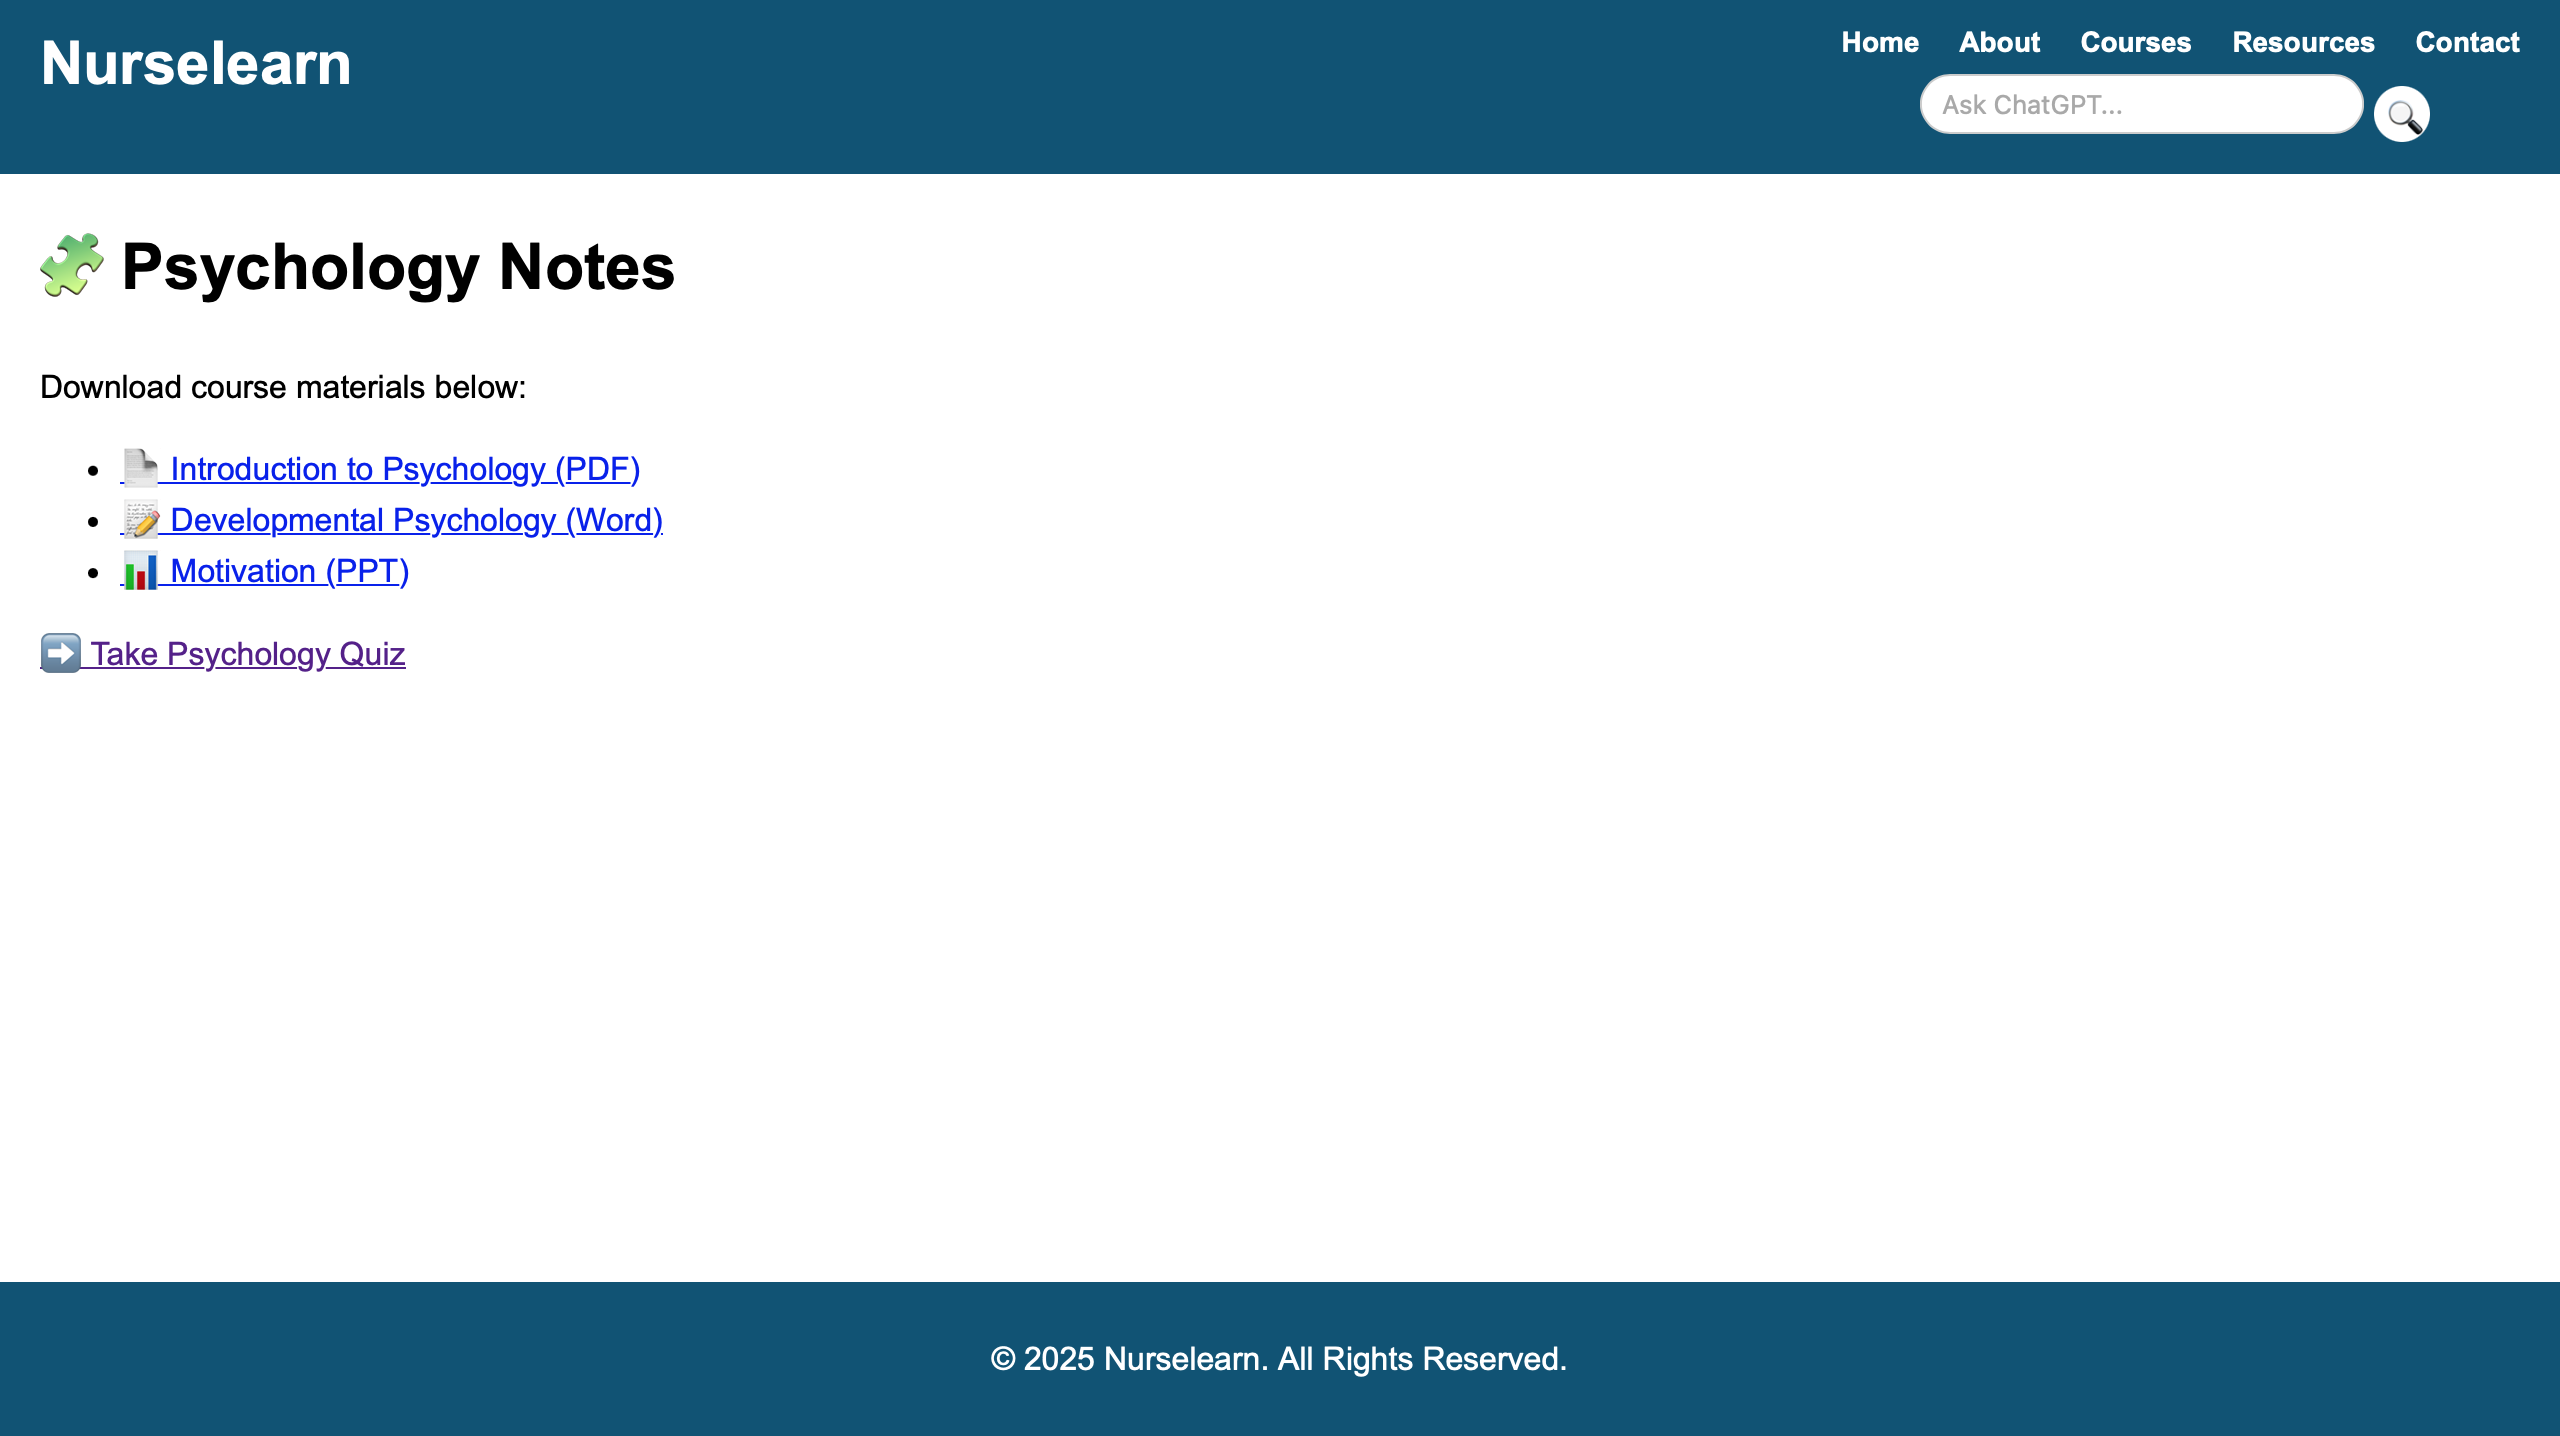 Nurselearn
Home About Courses Resources Contact
Ask ChatGPT...
Psychology Notes
Download course materials below:
Introduction to Psychology (PDF)
Developmental Psychology (Word)
Motivation (PPT)
Take Psychology Quiz
© 2025 Nurselearn. All Rights Reserved.